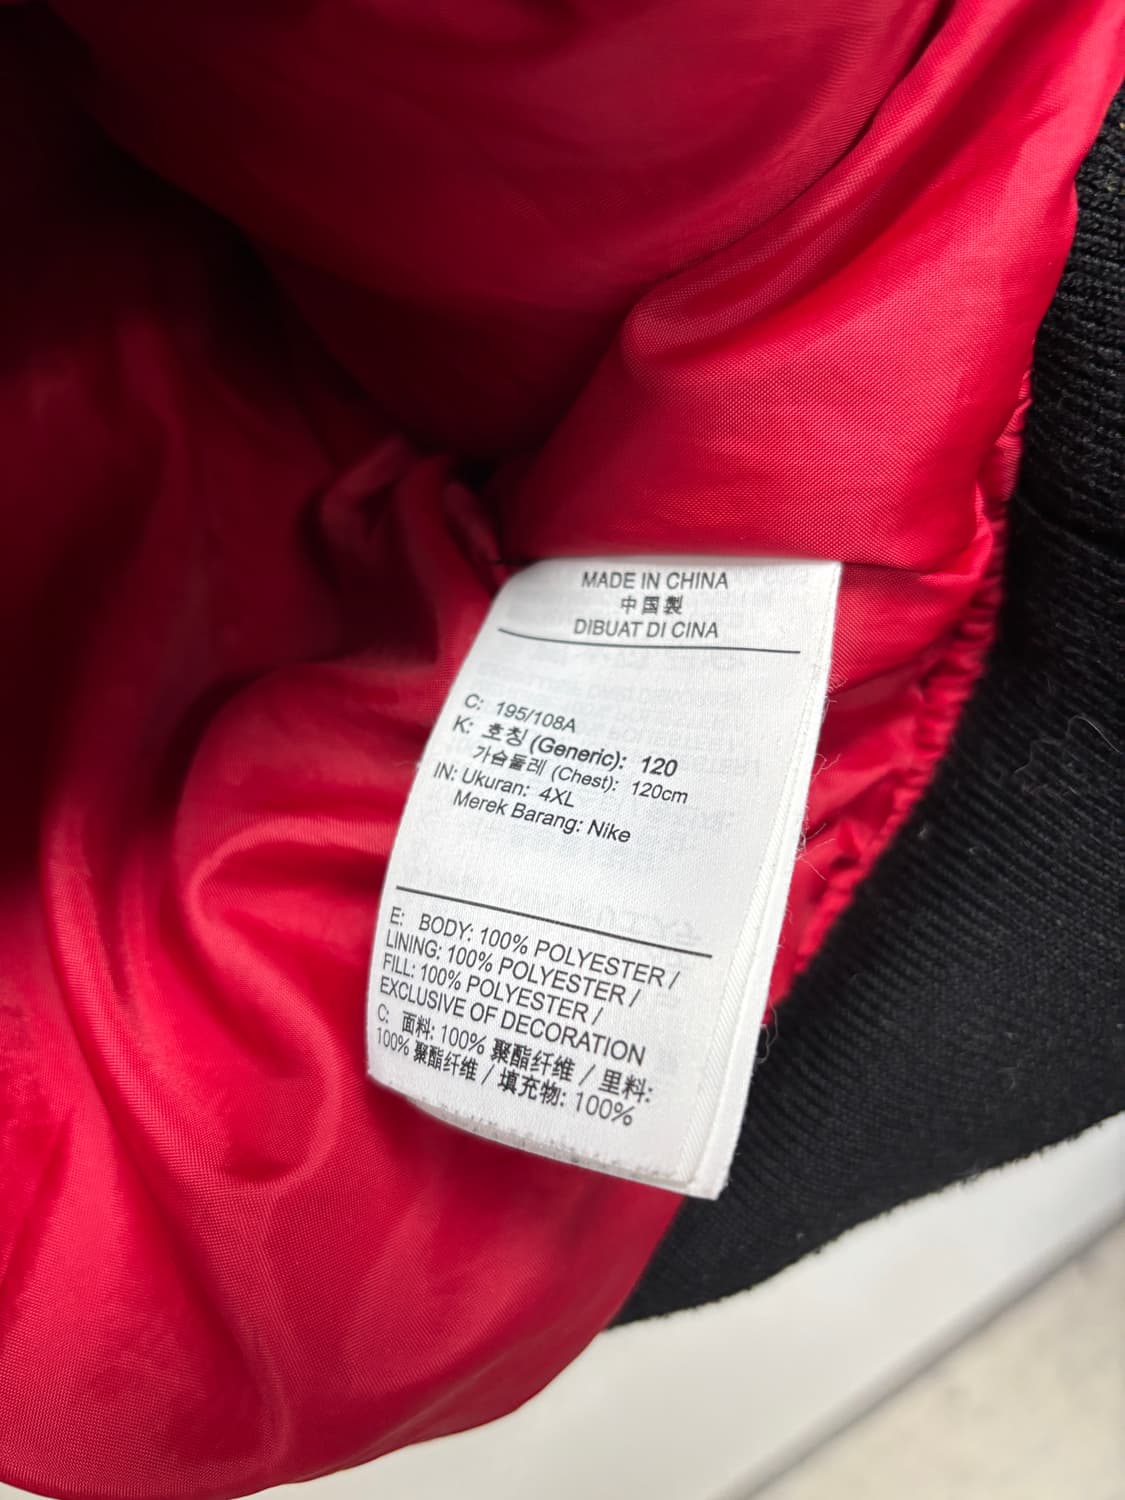 MADE IN CHINA
中国製
DIBUAT DI CINA
C: 195/108A
K: 호칭 (Generic): 120
가슴둘레 (Chest): 120cm
IN: Ukuran: 4XL
Merek Barang: Nike
E: BODY: 100% POLYESTER /
LINING: 100% POLYESTER /
FILL: 100% POLYESTER /
EXCLUSIVE OF DECORATION
C: 面料: 100% 聚酯纤维 / 里料:
100% 聚酯纤维 / 填充物: 100%